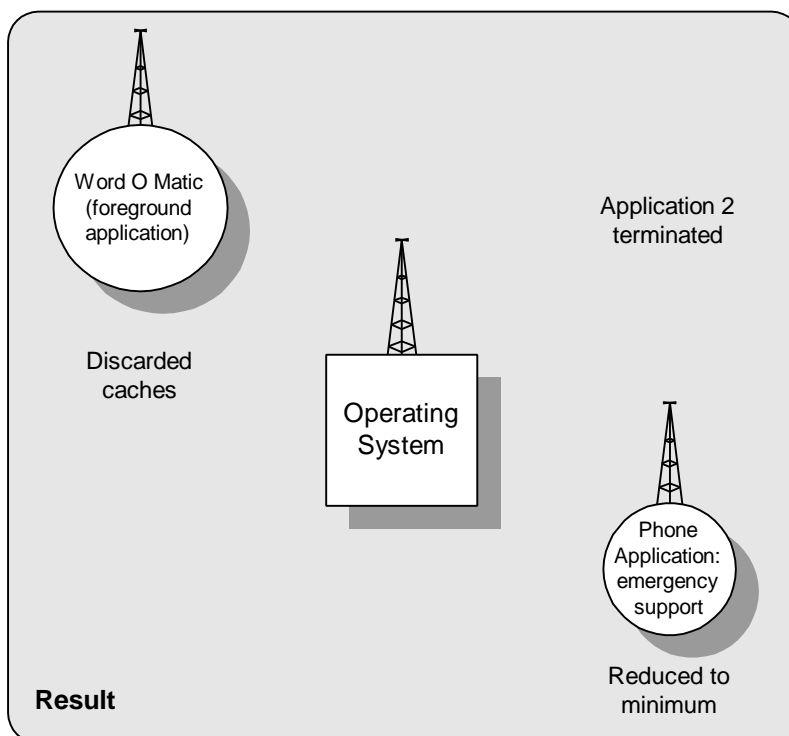 Word O Matic
(foreground
application)
Discarded
caches
Application 2
terminated
Operating
System
Phone
Application:
emergency
support
Reduced to
minimum
Result